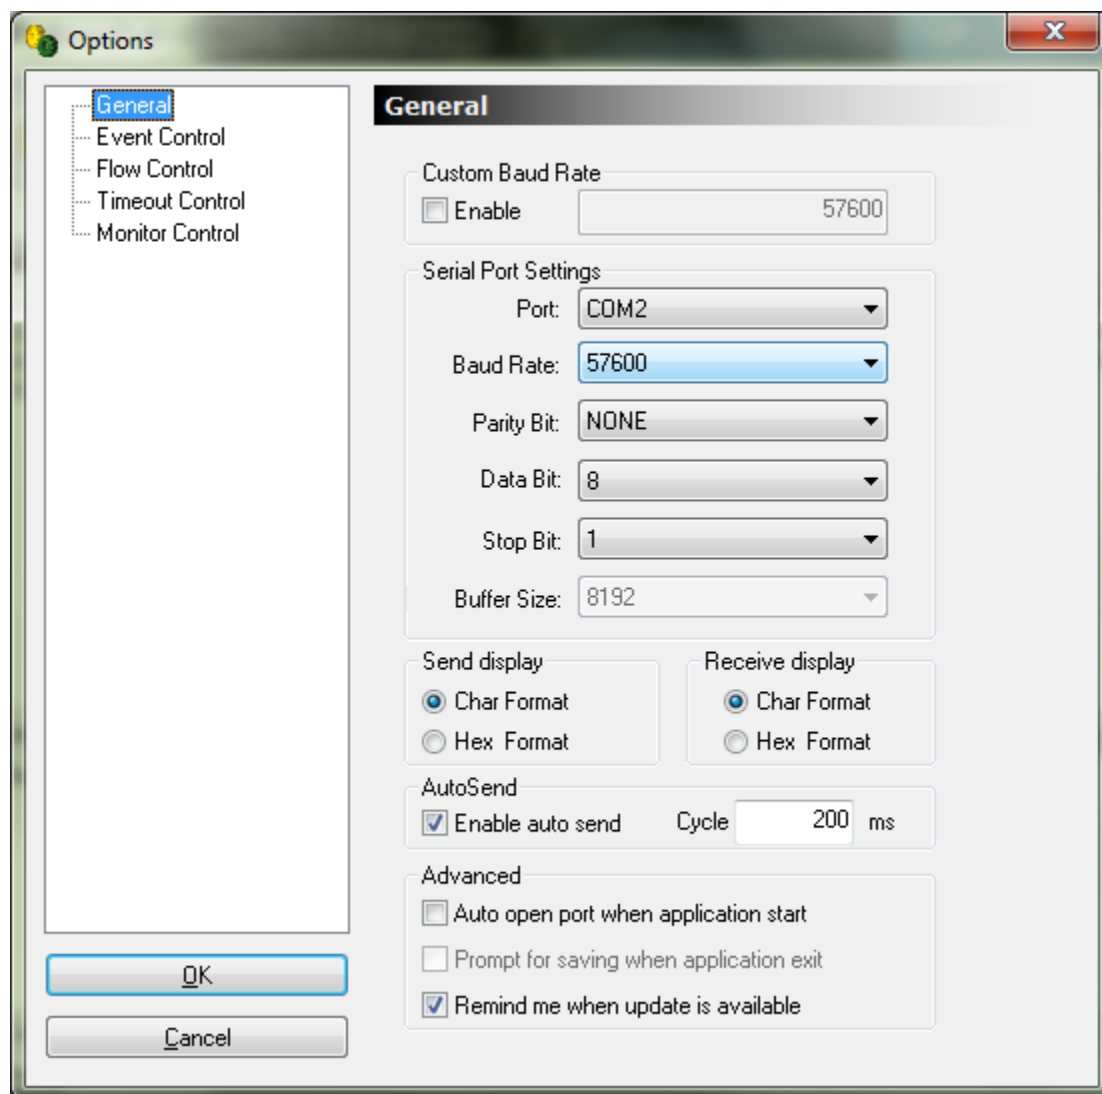 Options
General
Event Control
Flow Control
Timeout Control
Monitor Control
OK
Cancel
General
Custom Baud Rate
Enable 57600
Serial Port Settings
Port: COM2
Baud Rate: 57600
Parity Bit: NONE
Data Bit: 8
Stop Bit: 1
Buffer Size: 8192
Send display
Char Format
Hex Format
Receive display
Char Format
Hex Format
AutoSend
Enable auto send Cycle 200 ms
Advanced
Auto open port when application start
Prompt for saving when application exit
Remind me when update is available